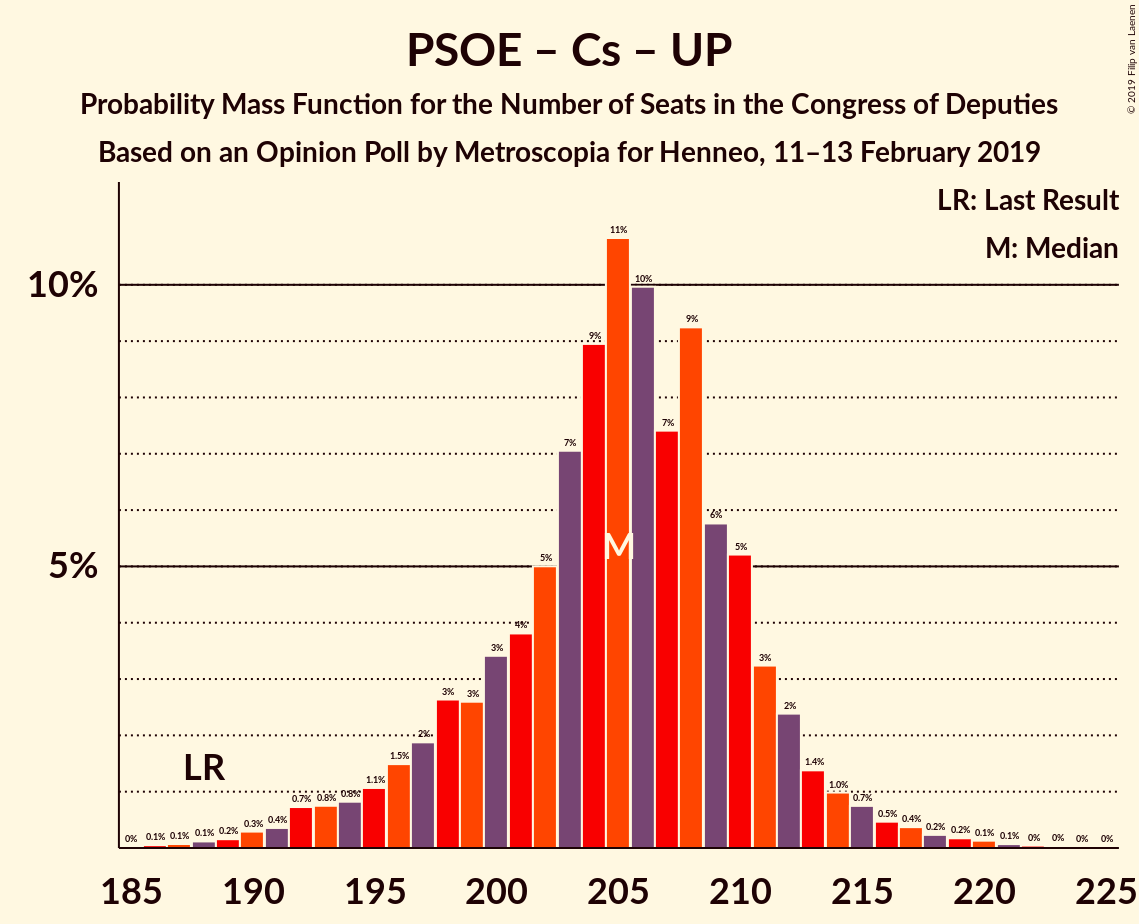 PSOE – Cs – UP
Probability Mass Function for the Number of Seats in the Congress of Deputies
Based on an Opinion Poll by Metroscopia for Henneo, 11–13 February 2019
© 2019 Filip van Laenen
LR: Last Result
M: Median
10%
5%
0% 0.1% 0.1% 0.1% 0.2% 0.3% 0.4% 0.7% 0.8% 0.8% 1.1% 1.5% 2% 3% 3% 3% 4% 5% 7% 9% 11% 10% 7% 9% 6% 5% 3% 2% 1.4% 1.0% 0.7% 0.5% 0.4% 0.2% 0.2% 0.1% 0.1% 0% 0% 0% 0%
M
LR
185 190 195 200 205 210 215 220 225